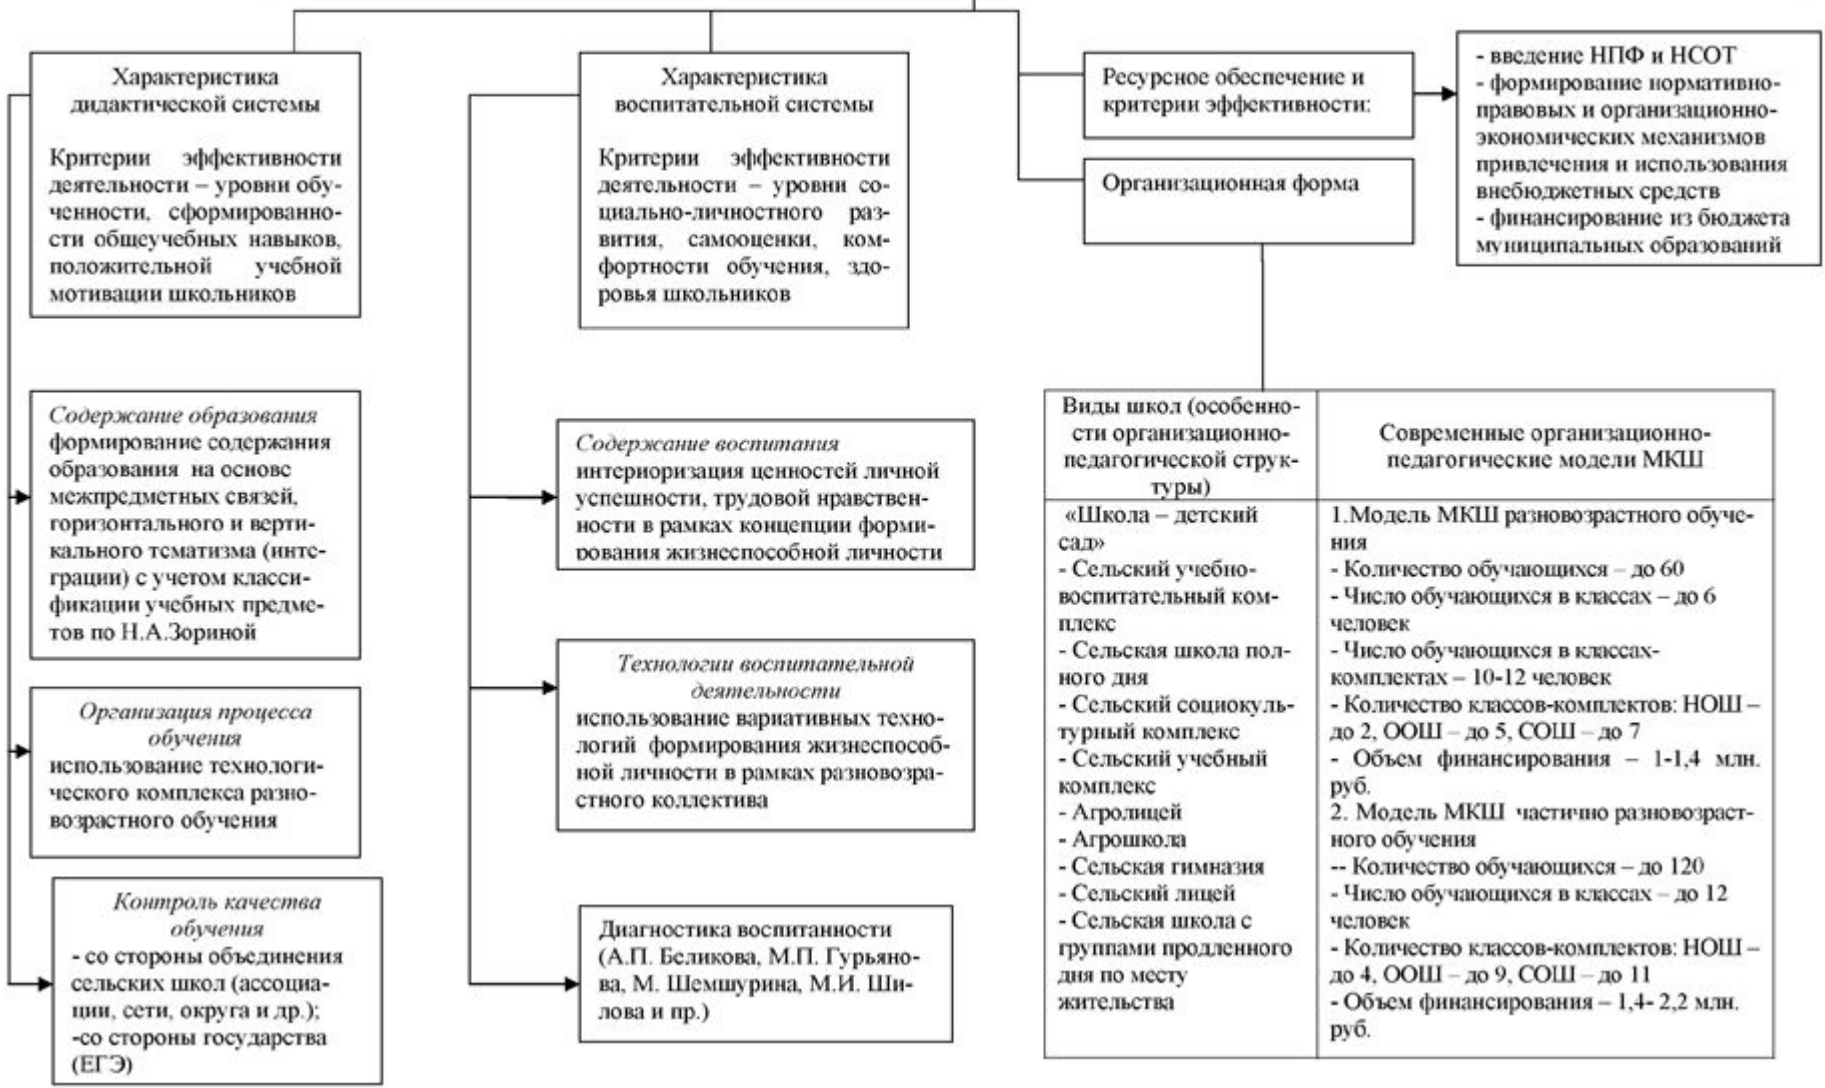 Характеристика
дидактической системы
Критерии эффективности
деятельности – уровни обу-
ченности, сформированно-
сти общеучебных навыков,
положительной учебной
мотивации школьников
Содержание образования
формирование содержания
образования на основе
межпредметных связей,
горизонтального и верти-
кального тематизма (инте-
грации) с учетом класси-
фикации учебных предме-
тов по Н.А.Зориной
Организация процесса
обучения
использование технологи-
ческого комплекса разно-
возрастного обучения
Контроль качества
обучения
- со стороны объединения
сельских школ (ассоциа-
ции, сети, округа и др.);
-со стороны государства
(ЕГЭ)
Характеристика
воспитательной системы
Критерии эффективности
деятельности – уровни со-
циально-личностного раз-
вития, самооценки, ком-
фортности обучения, здо-
ровья школьников
Содержание воспитания
интериоризация ценностей личной
успешности, трудовой нравствен-
ности в рамках концепции форми-
рования жизнеспособной личности
Технологии воспитательной
деятельности
использование вариативных техно-
логий формирования жизнеспособ-
ной личности в рамках разновозра-
стного коллектива
Диагностика воспитанности
(А.П. Беликова, М.П. Гурьяно-
ва, М. Шемшурина, М.И. Ши-
лова и пр.)
Ресурсное обеспечение и
критерии эффективности:
- введение НПФ и НСОТ
- формирование нормативно-
правовых и организационно-
экономических механизмов
привлечения и использования
внебюджетных средств
- финансирование из бюджета
муниципальных образований
Организационная форма
Виды школ (особенно-
сти организационно-
педагогической струк-
туры)
Современные организационно-
педагогические модели МКШ
«Школа – детский
сад»
- Сельский учебно-
воспитательный ком-
плекс
- Сельская школа пол-
ного дня
- Сельский социокуль-
турный комплекс
- Сельский учебный
комплекс
- Агролицей
- Агрошкола
- Сельская гимназия
- Сельский лицей
- Сельская школа с
группами продленного
дня по месту
жительства
1.Модель МКШ разновозрастного обуче-
ния
- Количество обучающихся – до 60
- Число обучающихся в классах – до 6
человек
- Число обучающихся в классах-
комплектах – 10-12 человек
- Количество классов-комплектов: НОШ –
до 2, ООШ – до 5, СОШ – до 7
- Объем финансирования – 1-1,4 млн.
руб.
2. Модель МКШ частично разновозраст-
ного обучения
-- Количество обучающихся – до 120
- Число обучающихся в классах – до 12
человек
- Количество классов-комплектов: НОШ –
до 4, ООШ – до 9, СОШ – до 11
- Объем финансирования – 1,4- 2,2 млн.
руб.